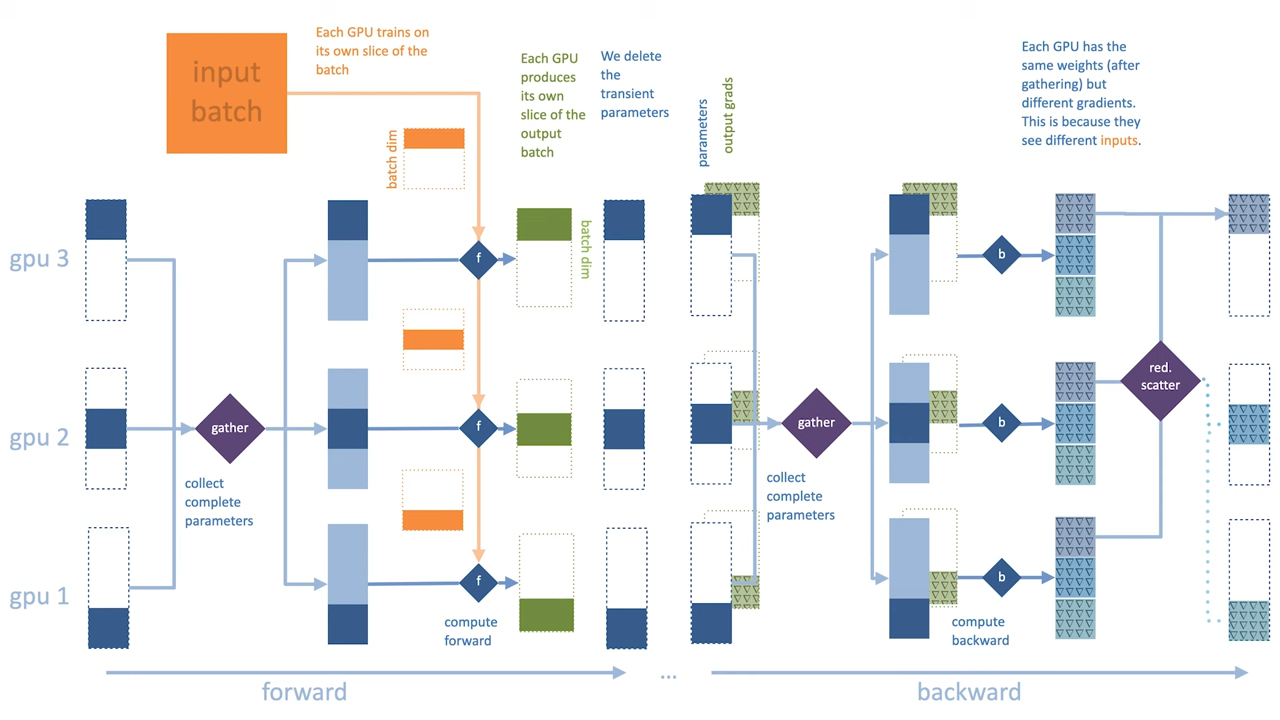 input
batch
Each GPU trains on
its own slice of the
batch
Each GPU
produces
its own
slice of the
output
batch
We delete
the
transient
parameters
parameters
output grads
Each GPU has the
same weights (after
gathering) but
different gradients.
This is because they
see different inputs.
batch dim
batch dim
gpu 3
f
b
gpu 2
gather
f
gather
b
red.
scatter
collect
complete
parameters
collect
complete
parameters
gpu 1
f
b
compute
forward
compute
backward
forward
...
backward